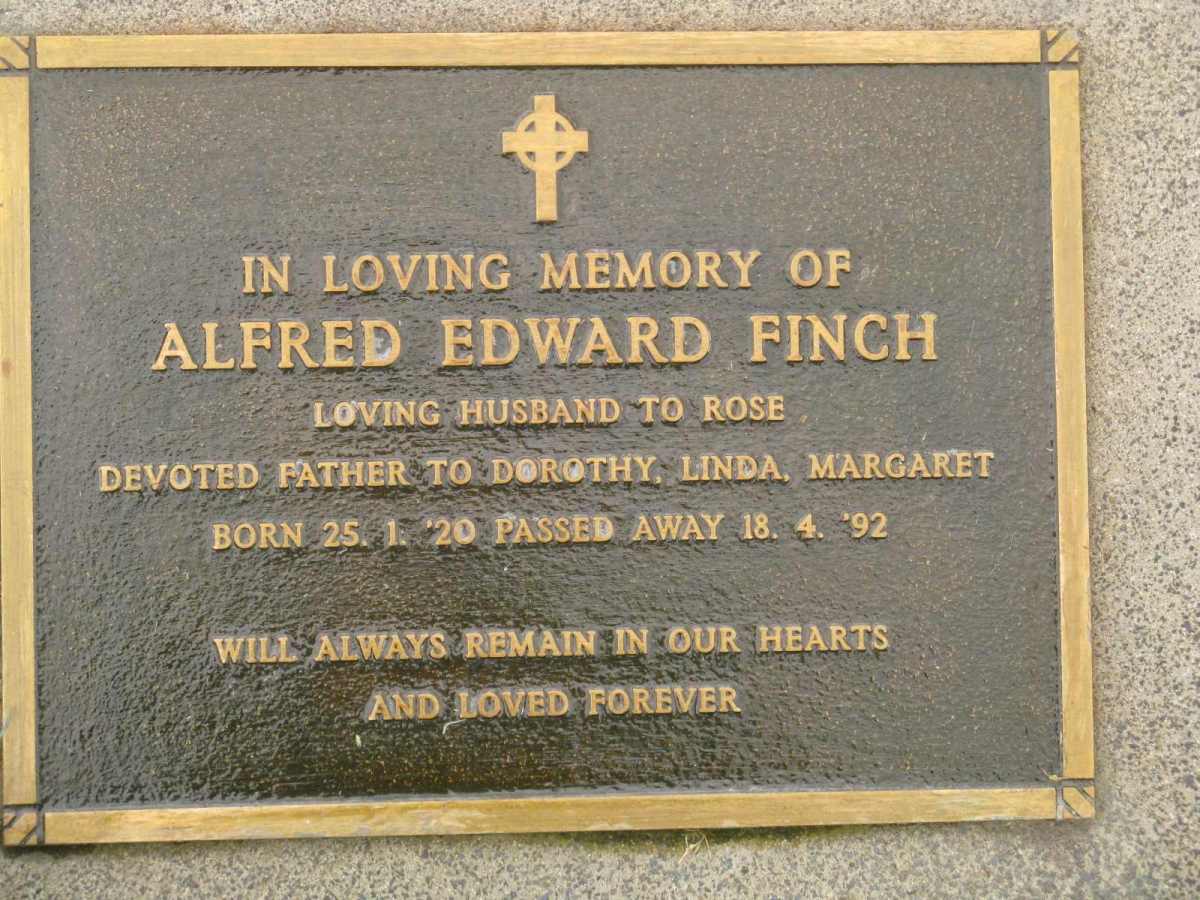 IN LOVING MEMORY OF
ALFRED EDWARD FINCH
LOVING HUSBAND TO ROSE
DEVOTED FATHER TO DOROTHY, LINDA, MARGARET
BORN 25. 1. '20 PASSED AWAY 18. 4. '92
WILL ALWAYS REMAIN IN OUR HEARTS
AND LOVED FOREVER